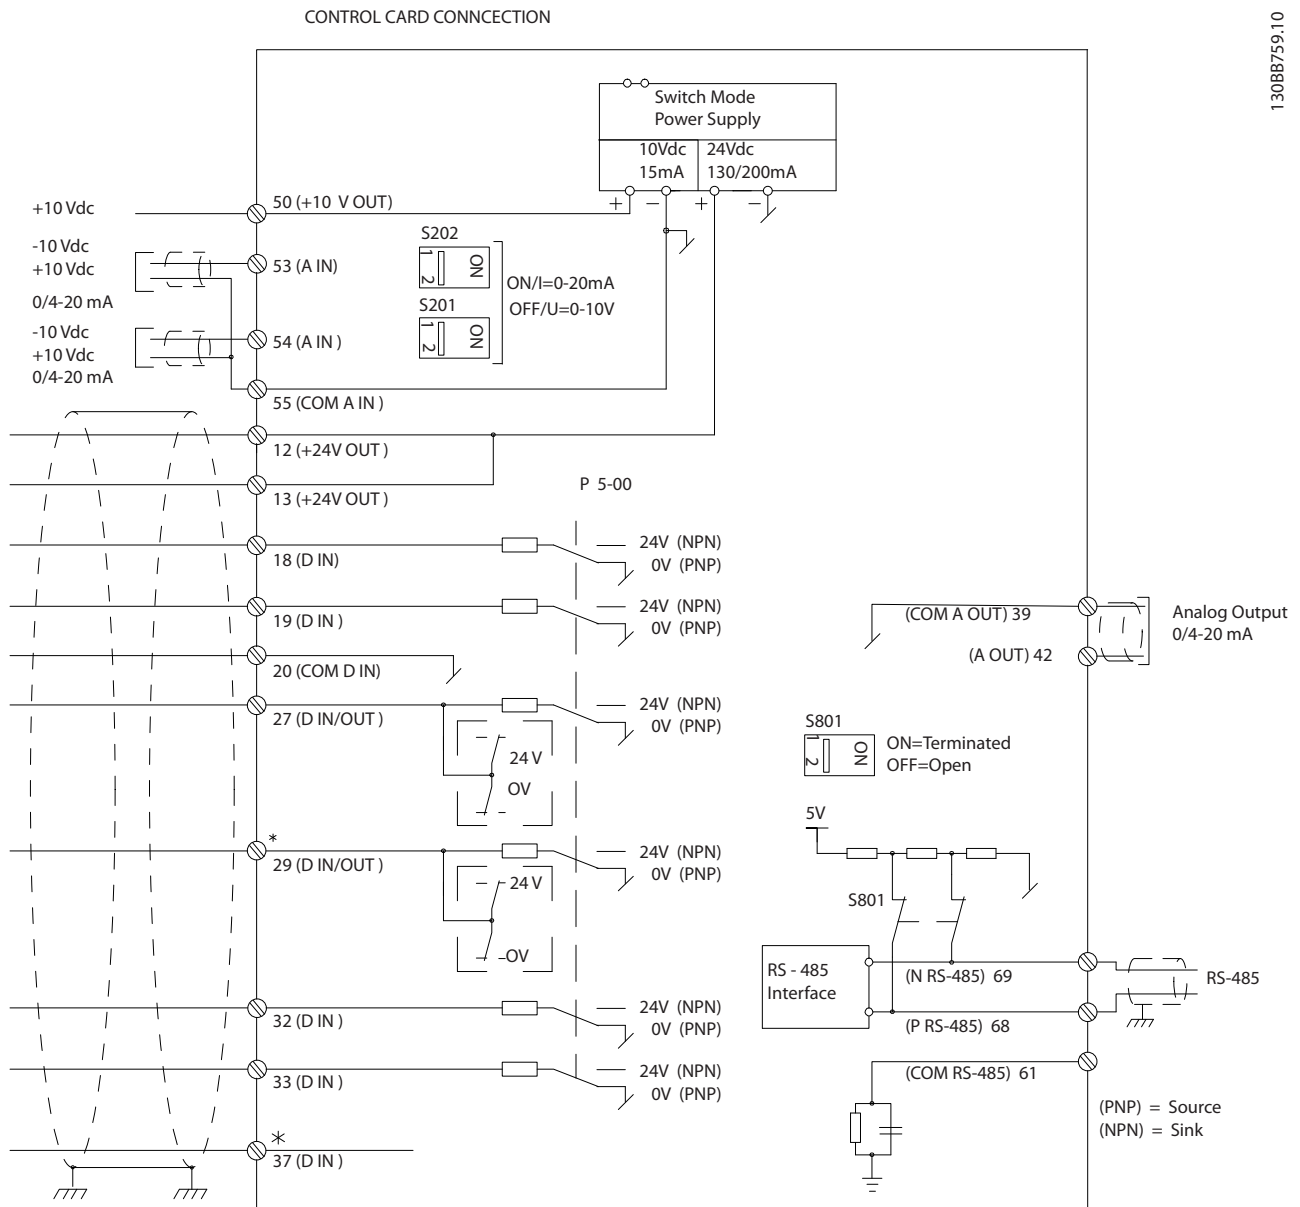 CONTROL CARD CONNCECTION
130BB759.10
Switch Mode
Power Supply
10Vdc
15mA
24Vdc
130/200mA
+ − + −
+10 Vdc
50 (+10 V OUT)
-10 Vdc
+10 Vdc
0/4-20 mA
53 (A IN)
S202
1
2
ON
ON/I=0-20mA
OFF/U=0-10V
S201
1
2
ON
-10 Vdc
+10 Vdc
0/4-20 mA
54 (A IN )
55 (COM A IN )
12 (+24V OUT )
13 (+24V OUT )
P 5-00
18 (D IN)
24V (NPN)
0V (PNP)
19 (D IN )
24V (NPN)
0V (PNP)
(COM A OUT) 39
Analog Output
0/4-20 mA
(A OUT) 42
20 (COM D IN)
27 (D IN/OUT )
24V (NPN)
0V (PNP)
24 V
OV
S801
1
2
ON
ON=Terminated
OFF=Open
5V
*
29 (D IN/OUT )
24V (NPN)
0V (PNP)
24 V
OV
S801
RS - 485
Interface
(N RS-485) 69
RS-485
(P RS-485) 68
32 (D IN )
24V (NPN)
0V (PNP)
33 (D IN )
24V (NPN)
0V (PNP)
(COM RS-485) 61
(PNP) = Source
(NPN) = Sink
*
37 (D IN )